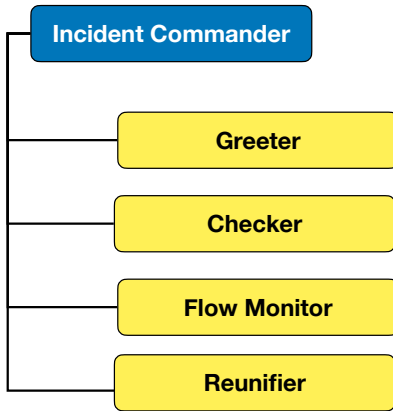 Incident Commander
Greeter
Checker
Flow Monitor
Reunifier